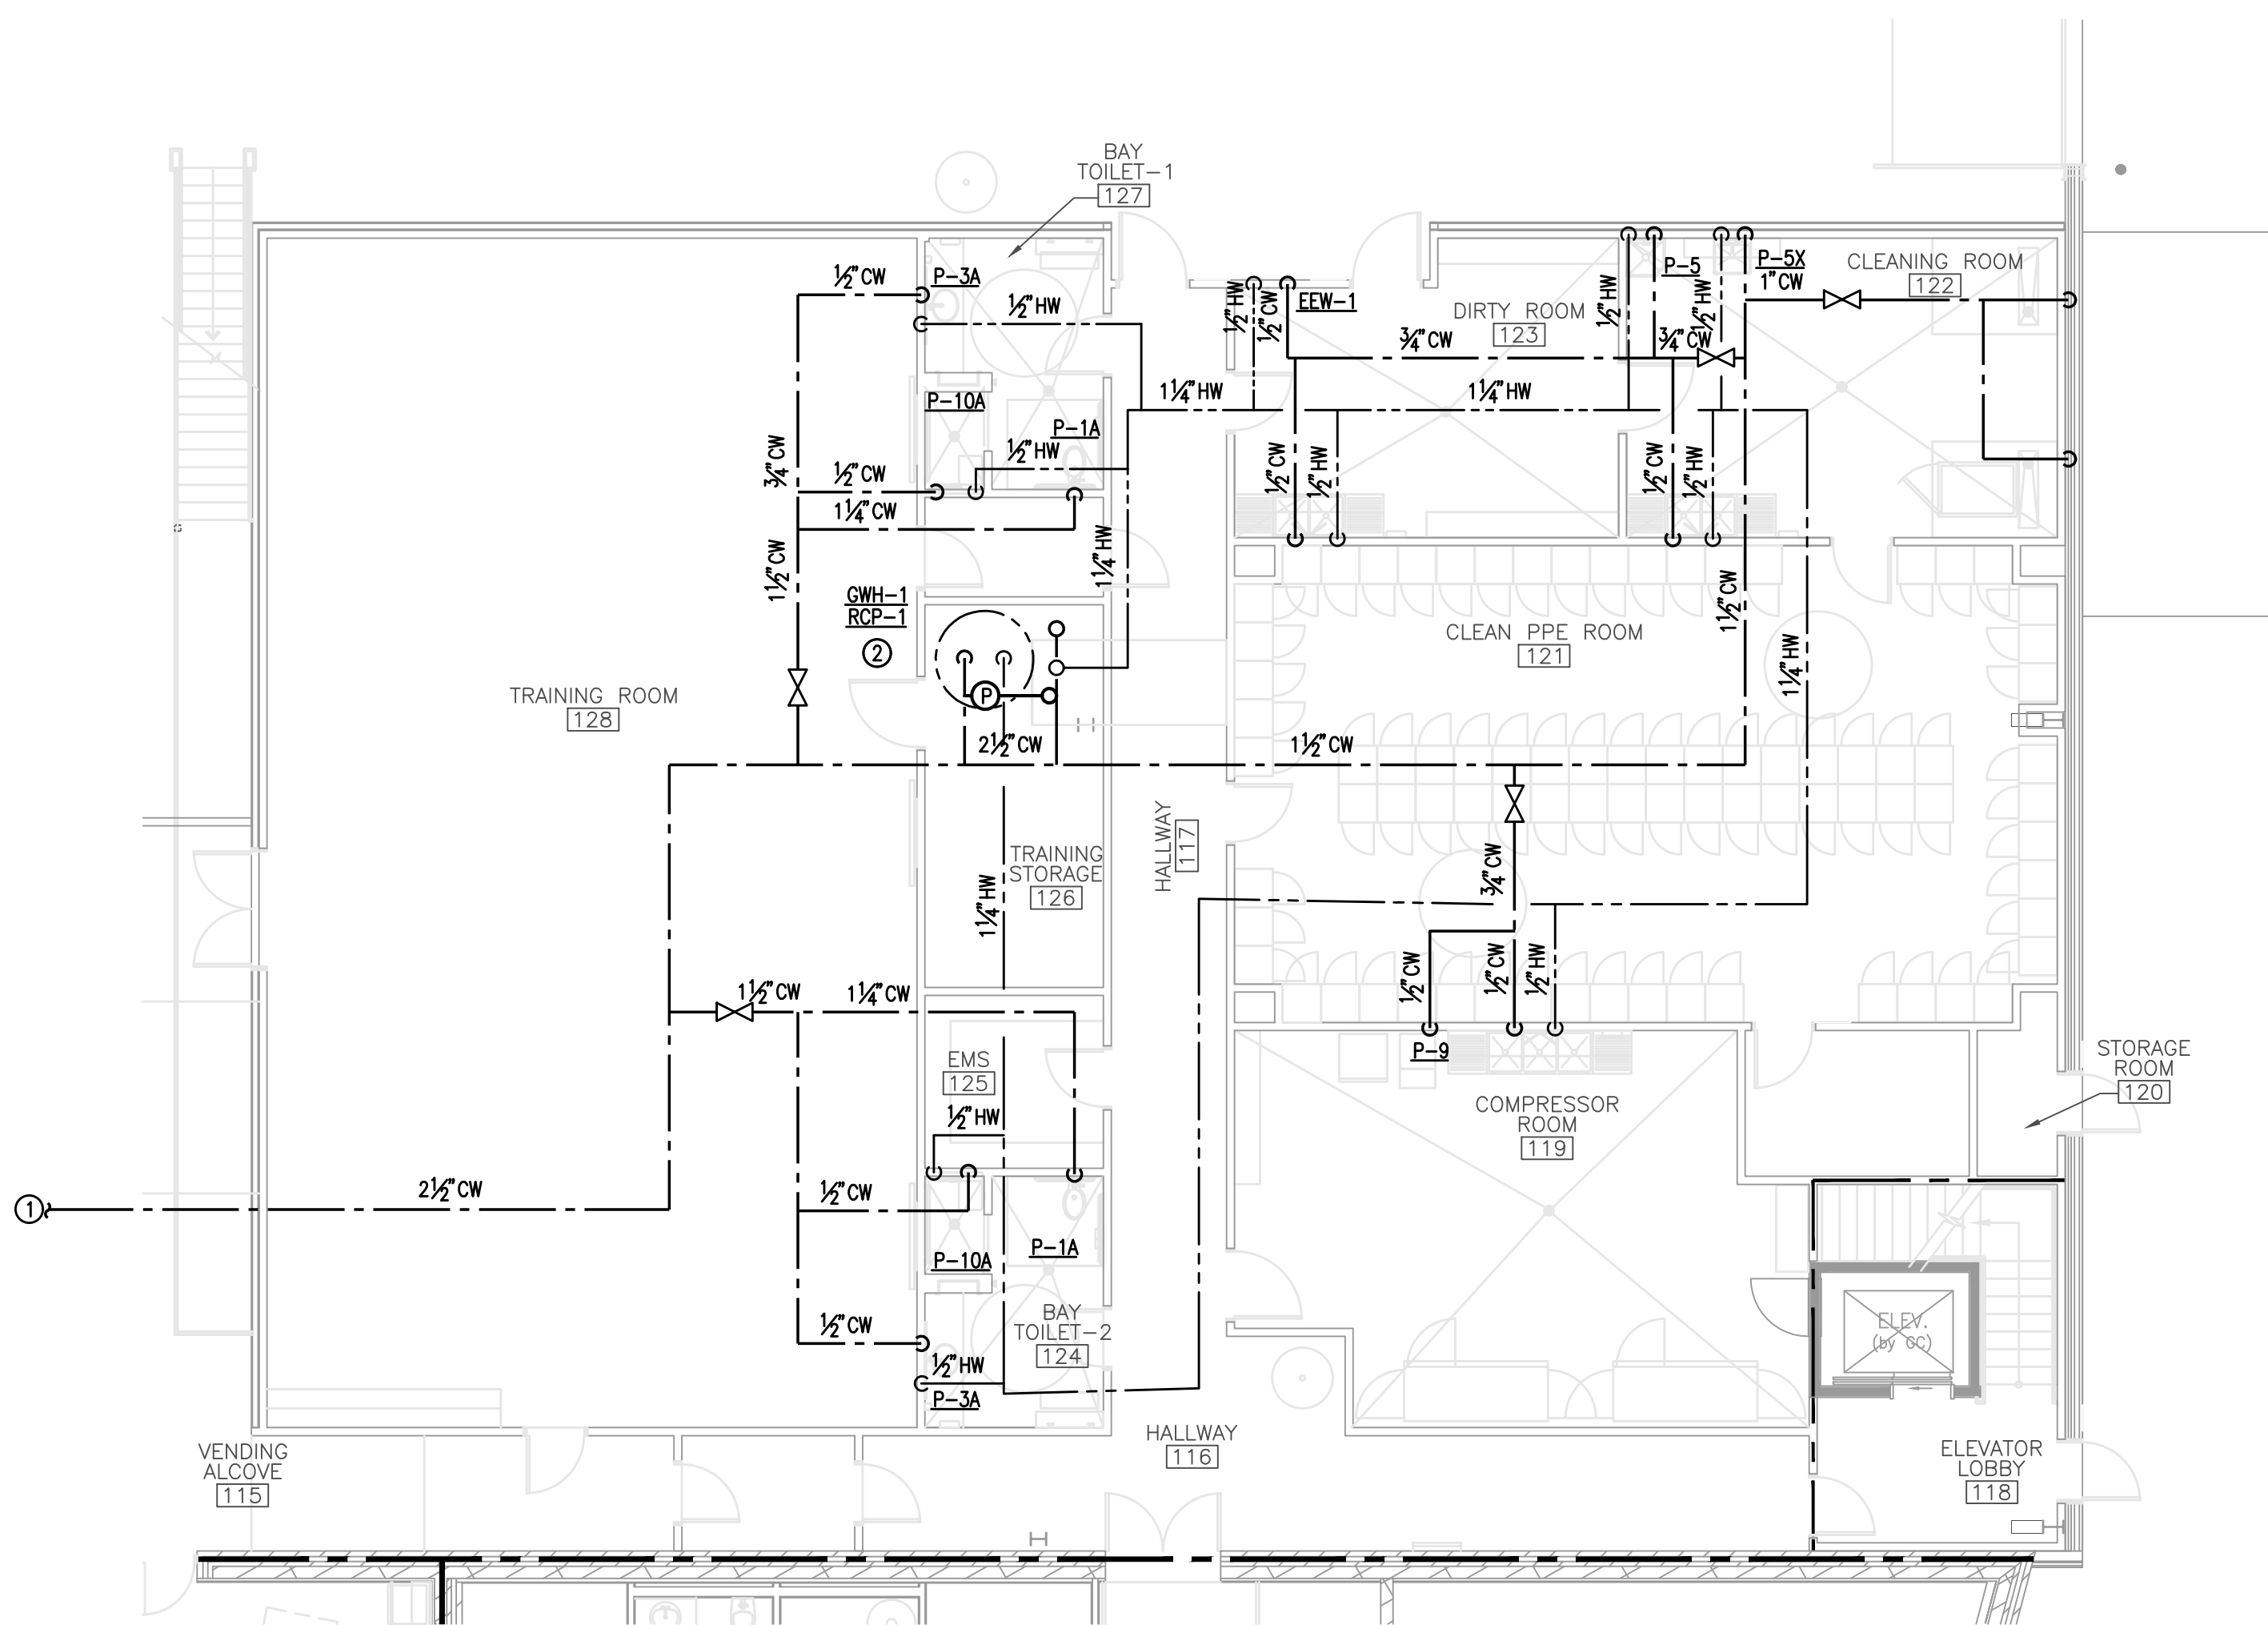 BAY
TOILET-1
127
½" CW
P-3A
½" HW
P-10A
P-1A
½" HW
¾" CW
½" CW
1¼" CW
1½" CW
1¼" HW
GWH-1
RCP-1
2
P
2½" CW
TRAINING ROOM
128
½" HW
½" CW
EEW-1
DIRTY ROOM
123
¾" CW
½" HW
P-5
½" HW
¾" CW
P-5X
1" CW
CLEANING ROOM
122
1¼" HW
1¼" HW
½" CW
½" HW
½" CW
½" HW
1½" CW
1¼" HW
CLEAN PPE ROOM
121
1½" CW
HALLWAY
117
TRAINING
STORAGE
126
1¼" HW
¾" CW
½" CW
½" CW
½" HW
P-9
1½" CW
1¼" CW
EMS
125
½" HW
COMPRESSOR
ROOM
119
STORAGE
ROOM
120
1
2½" CW
½" CW
P-10A
P-1A
½" CW
BAY
TOILET-2
124
½" HW
P-3A
ELEV.
(by GC)
HALLWAY
116
VENDING
ALCOVE
115
ELEVATOR
LOBBY
118